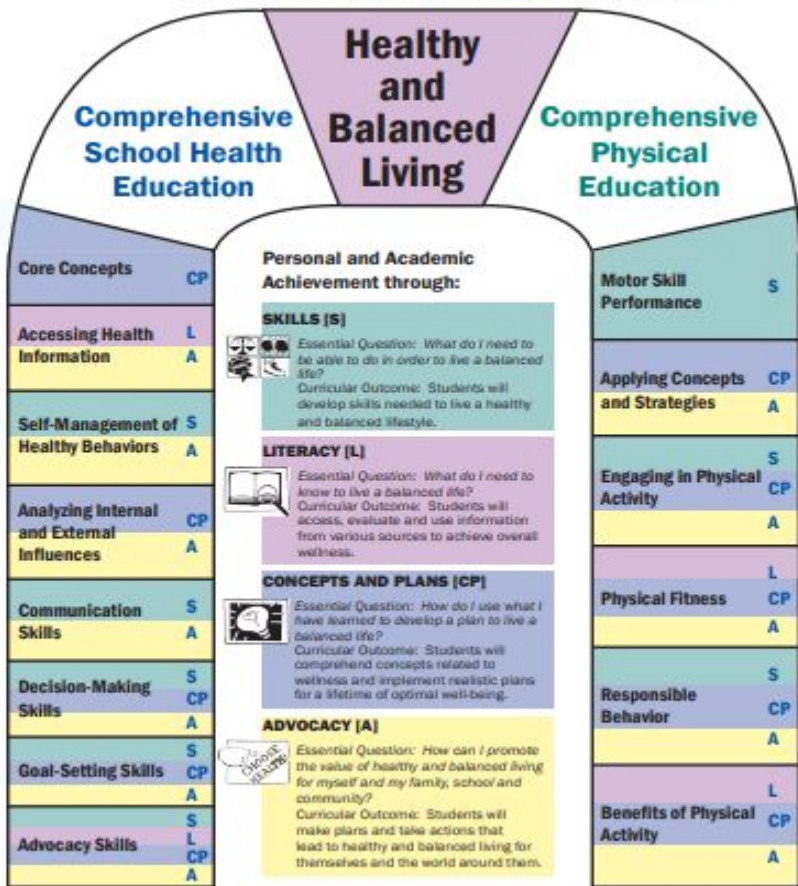 Healthy
and
Balanced
Living
Comprehensive
School Health
Education
Comprehensive
Physical
Education
Core Concepts
CP
Accessing Health
Information
L
A
Self-Management of
Healthy Behaviors
S
A
Analyzing Internal
and External
Influences
CP
A
Communication
Skills
S
A
Decision-Making
Skills
S
CP
A
Goal-Setting Skills
S
CP
A
Advocacy Skills
S
L
CP
A
Personal and Academic
Achievement through:
SKILLS [S]
Essential Question: What do I need to
be able to do in order to live a balanced
life?
Curricular Outcome: Students will
develop skills needed to live a healthy
and balanced lifestyle.
LITERACY [L]
Essential Question: What do I need to
know to live a balanced life?
Curricular Outcome: Students will
access, evaluate and use information
from various sources to achieve overall
wellness.
CONCEPTS AND PLANS [CP]
Essential Question: How do I use what I
have learned to develop a plan to live a
balanced life?
Curricular Outcome: Students will
comprehend concepts related to
wellness and implement realistic plans
for a lifetime of optimal well-being.
ADVOCACY [A]
CHOOSE
HEALTH!
Essential Question: How can I promote
the value of healthy and balanced living
for myself and my family, school and
community?
Curricular Outcome: Students will
make plans and take actions that
lead to healthy and balanced living for
themselves and the world around them.
Motor Skill
Performance
S
Applying Concepts
and Strategies
CP
A
Engaging in Physical
Activity
S
CP
A
Physical Fitness
L
CP
A
Responsible
Behavior
S
CP
A
Benefits of Physical
Activity
L
CP
A